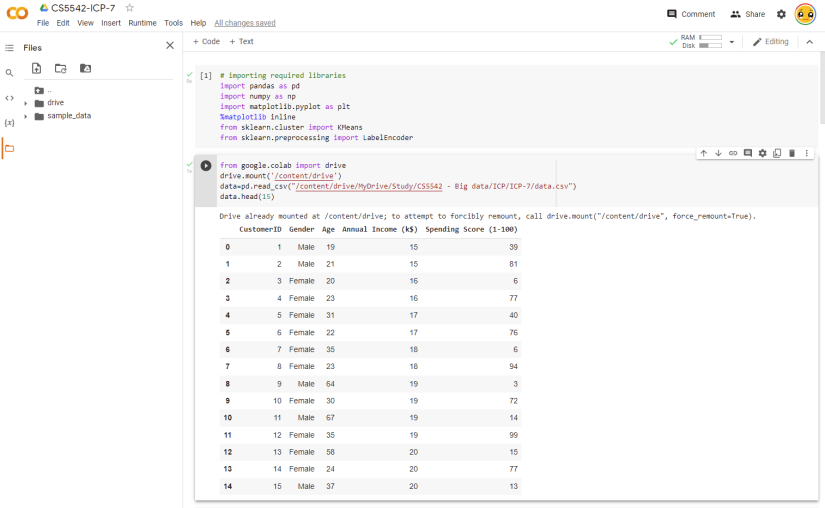 CS5542-ICP-7
File Edit View Insert Runtime Tools Help All changes saved
Comment Share
Files
+ Code + Text
RAM
Disk
Editing
..
drive
sample_data
[1] # importing required libraries
import pandas as pd
import numpy as np
import matplotlib.pyplot as plt
%matplotlib inline
from sklearn.cluster import KMeans
from sklearn.preprocessing import LabelEncoder
from google.colab import drive
drive.mount('/content/drive')
data=pd.read_csv("/content/drive/MyDrive/Study/CS5542 - Big data/ICP/ICP-7/data.csv")
data.head(15)
Drive already mounted at /content/drive; to attempt to forcibly remount, call drive.mount("/content/drive", force_remount=True).
CustomerID Gender Age Annual Income (k$) Spending Score (1-100)
0 1 Male 19 15 39
1 2 Male 21 15 81
2 3 Female 20 16 6
3 4 Female 23 16 77
4 5 Female 31 17 40
5 6 Female 22 17 76
6 7 Female 35 18 6
7 8 Female 23 18 94
8 9 Male 64 19 3
9 10 Female 30 19 72
10 11 Male 67 19 14
11 12 Female 35 19 99
12 13 Female 58 20 15
13 14 Female 24 20 77
14 15 Male 37 20 13